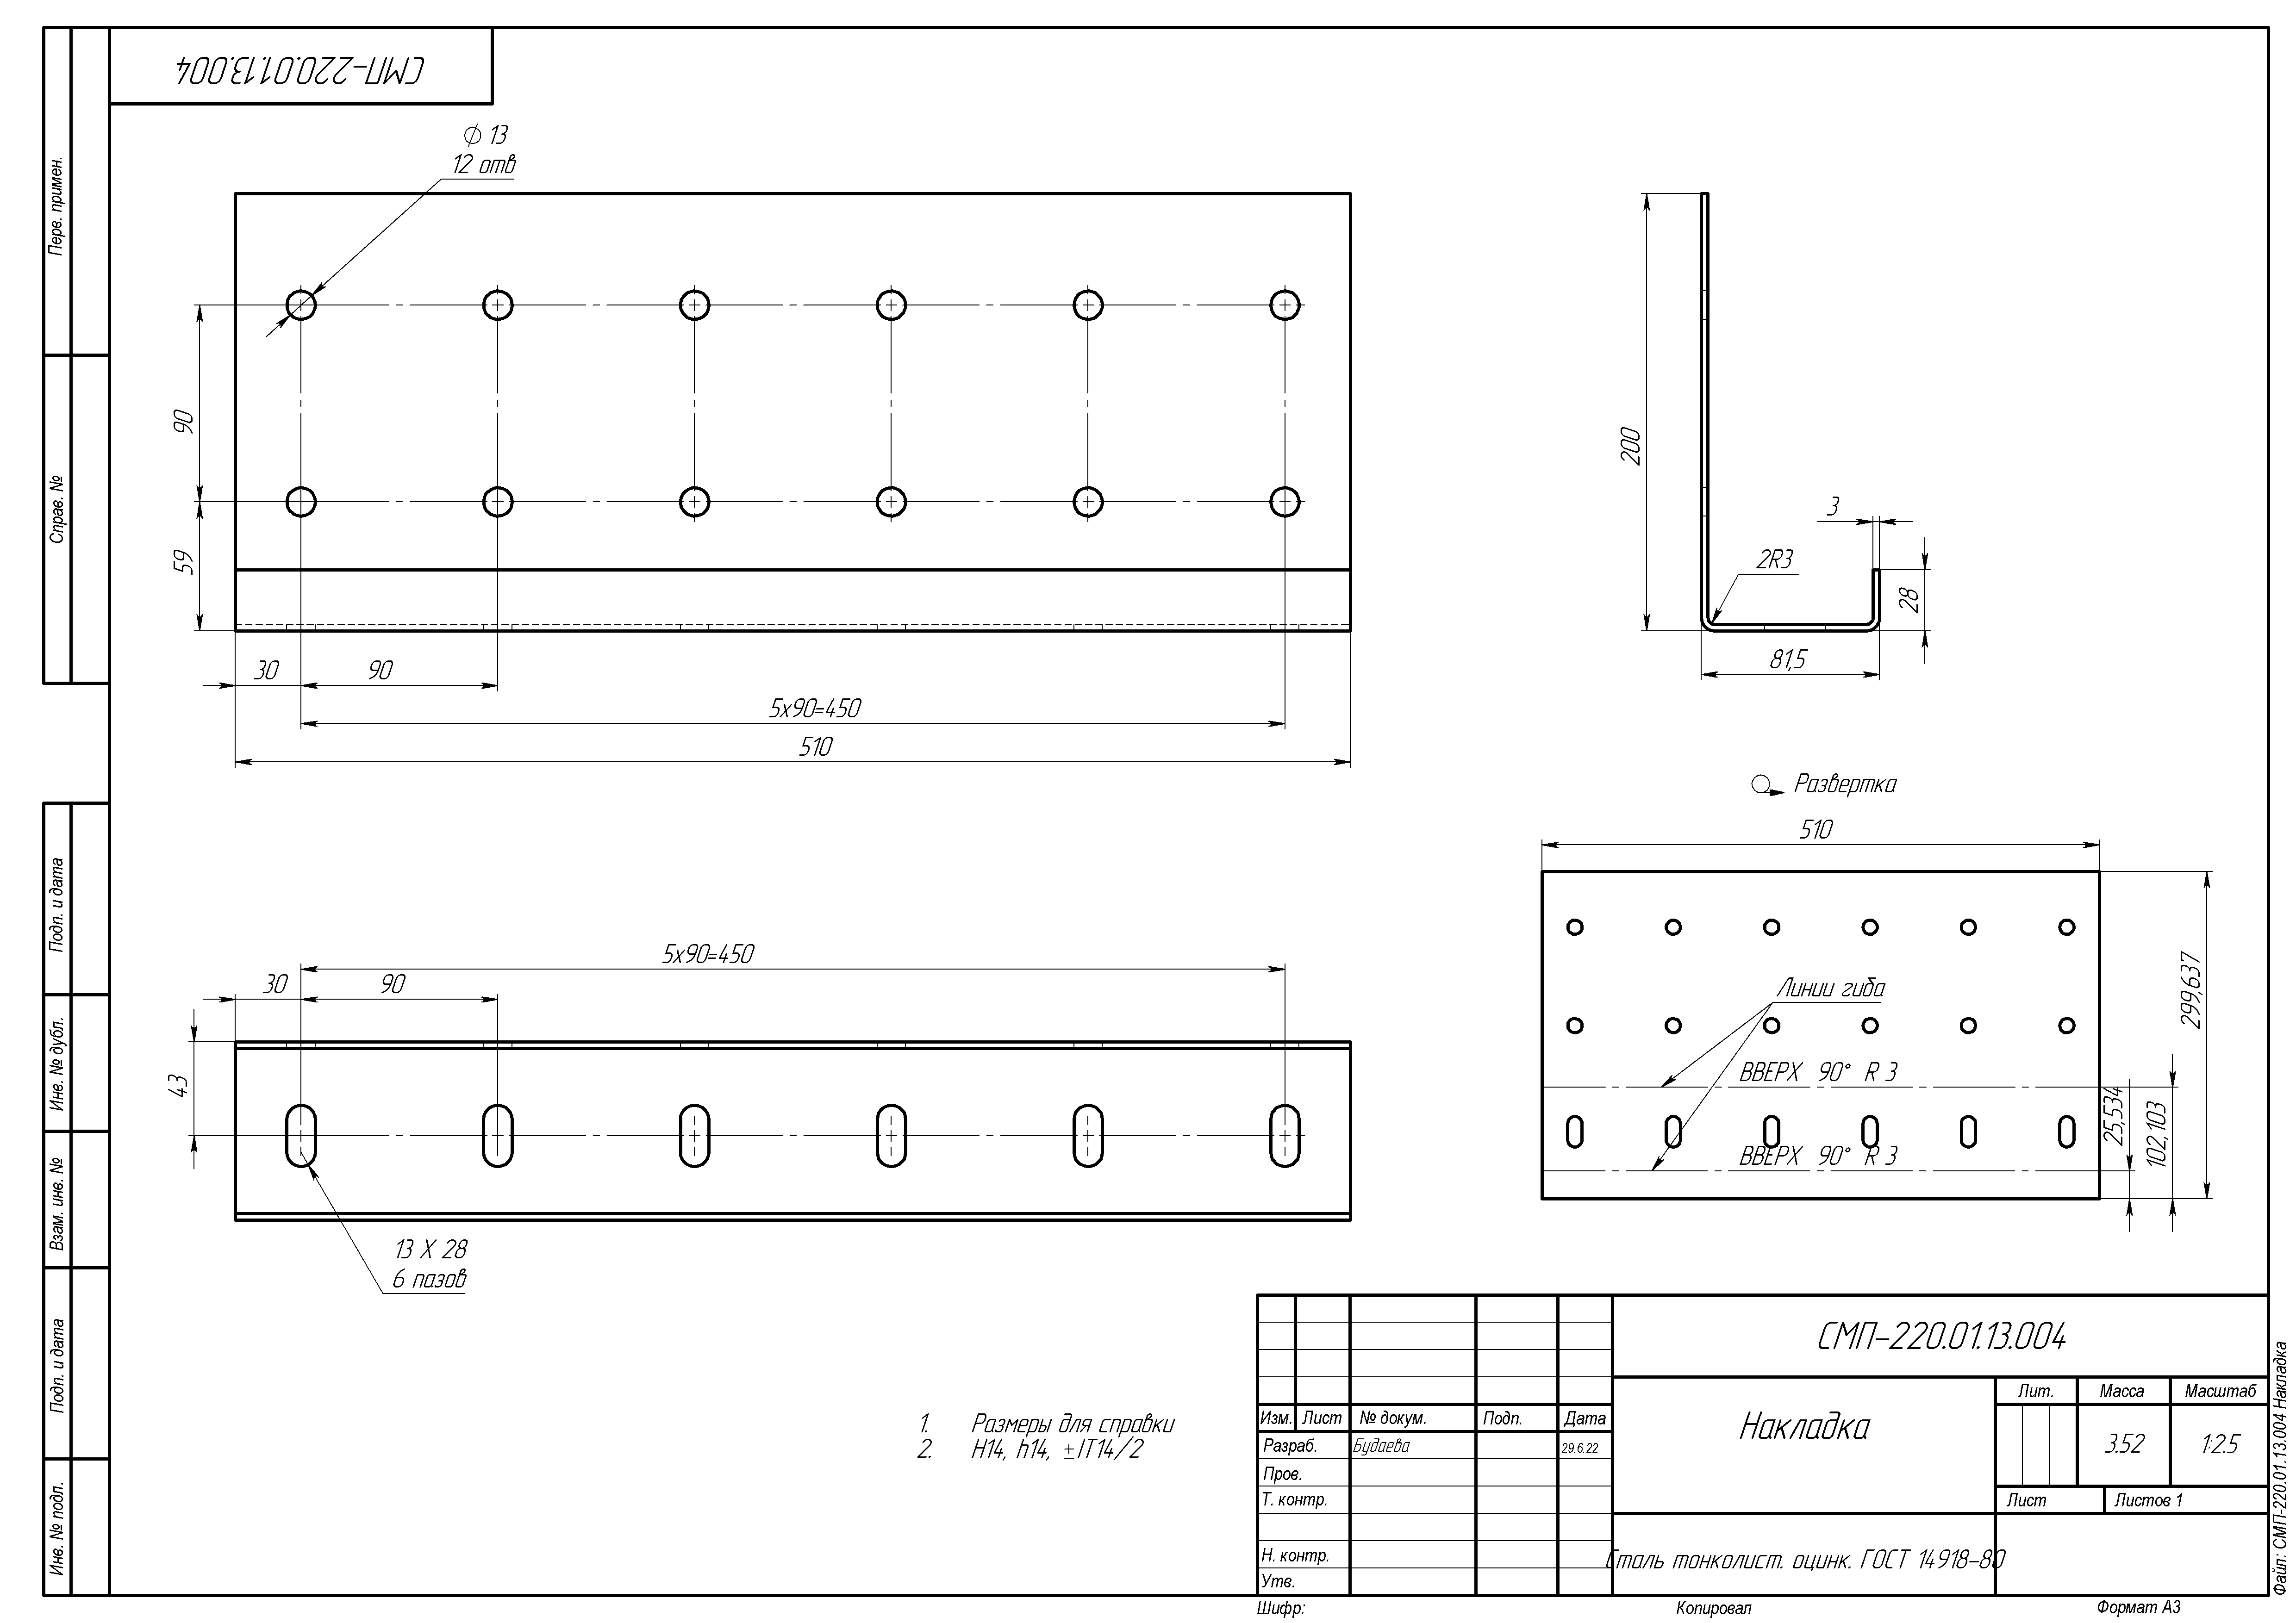 СМП-220.01.13.004
Перв. примен.
Справ. №
Подп. и дата
Инв. № дубл.
Взам. инв. №
Подп. и дата
Инв. № подл.
⌀ 13
12 отв
90
59
30
90
5x90=450
510
200
3
2R3
28
81,5
Развертка
510
Линии гиба
ВВЕРХ 90° R 3
ВВЕРХ 90° R 3
299,637
25,534
102,103
5x90=450
30
90
43
13 X 28
6 пазов
1. Размеры для справки
2. H14, h14, ±IT14/2
СМП-220.01.13.004
Накладка
Лит. Масса Масштаб
3.52 1:2.5
Лист Листов 1
Изм. Лист № докум. Подп. Дата
Разраб. Будаева 29.6.22
Пров.
Т. контр.
Н. контр.
Утв.
Сталь тонколист. оцинк. ГОСТ 14918-80
Шифр: Копировал Формат А3
Файл: СМП-220.01.13.004 Накладка